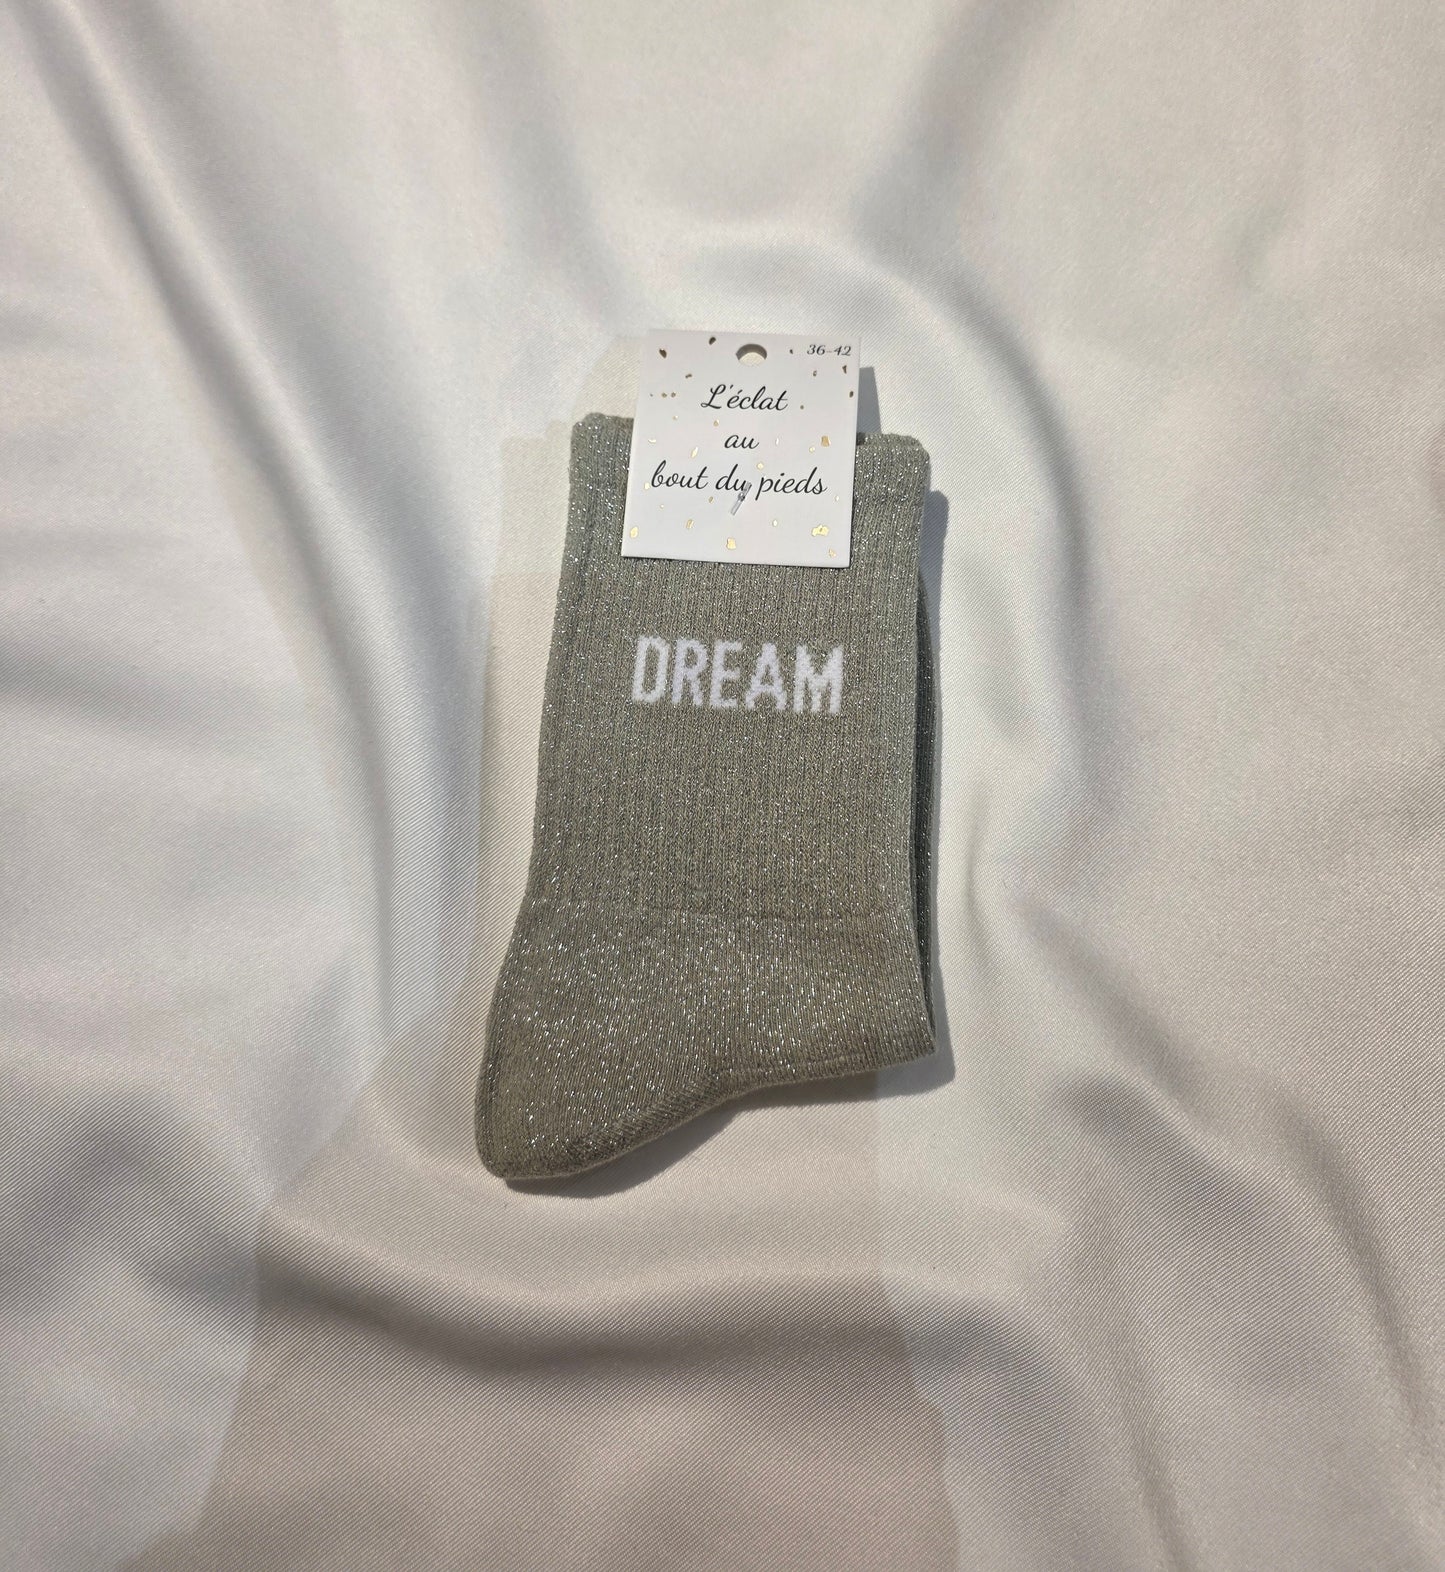 36-42
L'éclat
au
bout du pieds
DREAM